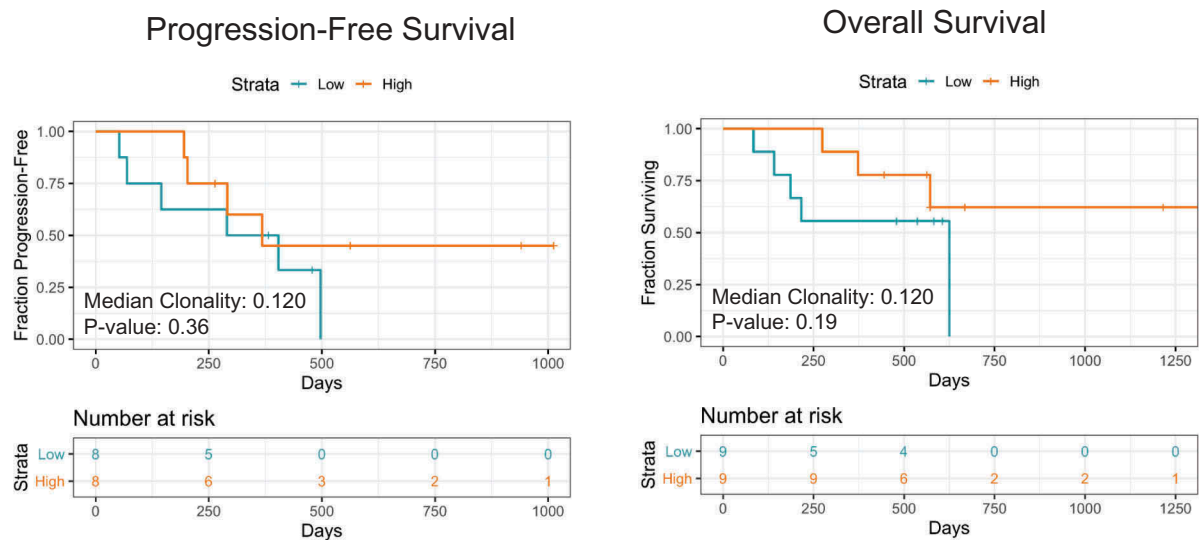 Progression-Free Survival
Strata Low High
Fraction Progression-Free
1.00
0.75
0.50
0.25
0.00
Median Clonality: 0.120
P-value: 0.36
0 250 500 750 1000
Days
Number at risk
Strata
Low 8 5 0 0 0
High 8 6 3 2 1
0 250 500 750 1000
Days
Overall Survival
Strata Low High
Fraction Surviving
1.00
0.75
0.50
0.25
0.00
Median Clonality: 0.120
P-value: 0.19
0 250 500 750 1000 1250
Days
Number at risk
Strata
Low 9 5 4 0 0 0
High 9 9 6 2 2 1
0 250 500 750 1000 1250
Days